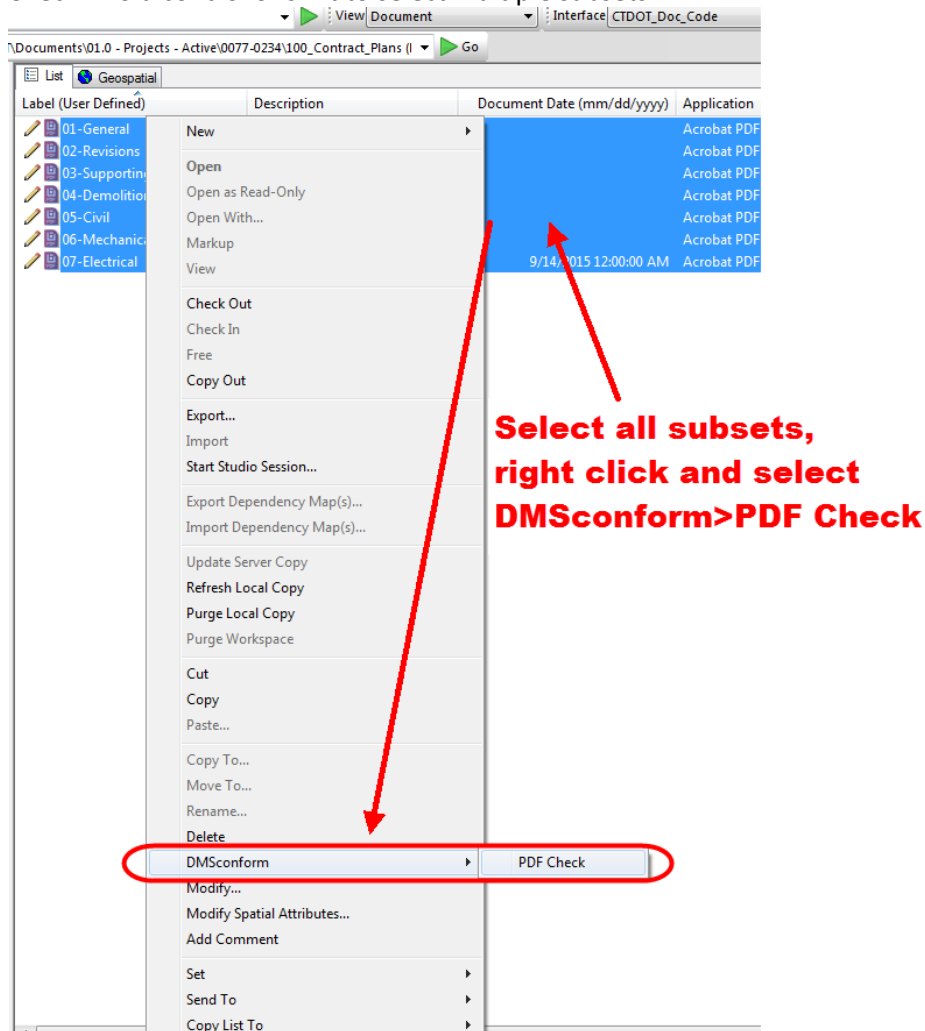 View Document Interface CTDOT_Doc_Code
\Documents\01.0 - Projects - Active\0077-0234\100_Contract_Plans (I Go
List Geospatial
Label (User Defined) Description Document Date (mm/dd/yyyy) Application
01-General Acrobat PDF
02-Revisions Acrobat PDF
03-Supporting Acrobat PDF
04-Demolition Acrobat PDF
05-Civil Acrobat PDF
06-Mechanica Acrobat PDF
07-Electrical 9/14/2015 12:00:00 AM Acrobat PDF
New
Open
Open as Read-Only
Open With...
Markup
View
Check Out
Check In
Free
Copy Out
Export...
Import
Start Studio Session...
Export Dependency Map(s)...
Import Dependency Map(s)...
Update Server Copy
Refresh Local Copy
Purge Local Copy
Purge Workspace
Cut
Copy
Paste...
Copy To...
Move To...
Rename...
Delete
DMSconform PDF Check
Modify...
Modify Spatial Attributes...
Add Comment
Set
Send To
Copy List To
Select all subsets,
right click and select
DMSconform>PDF Check